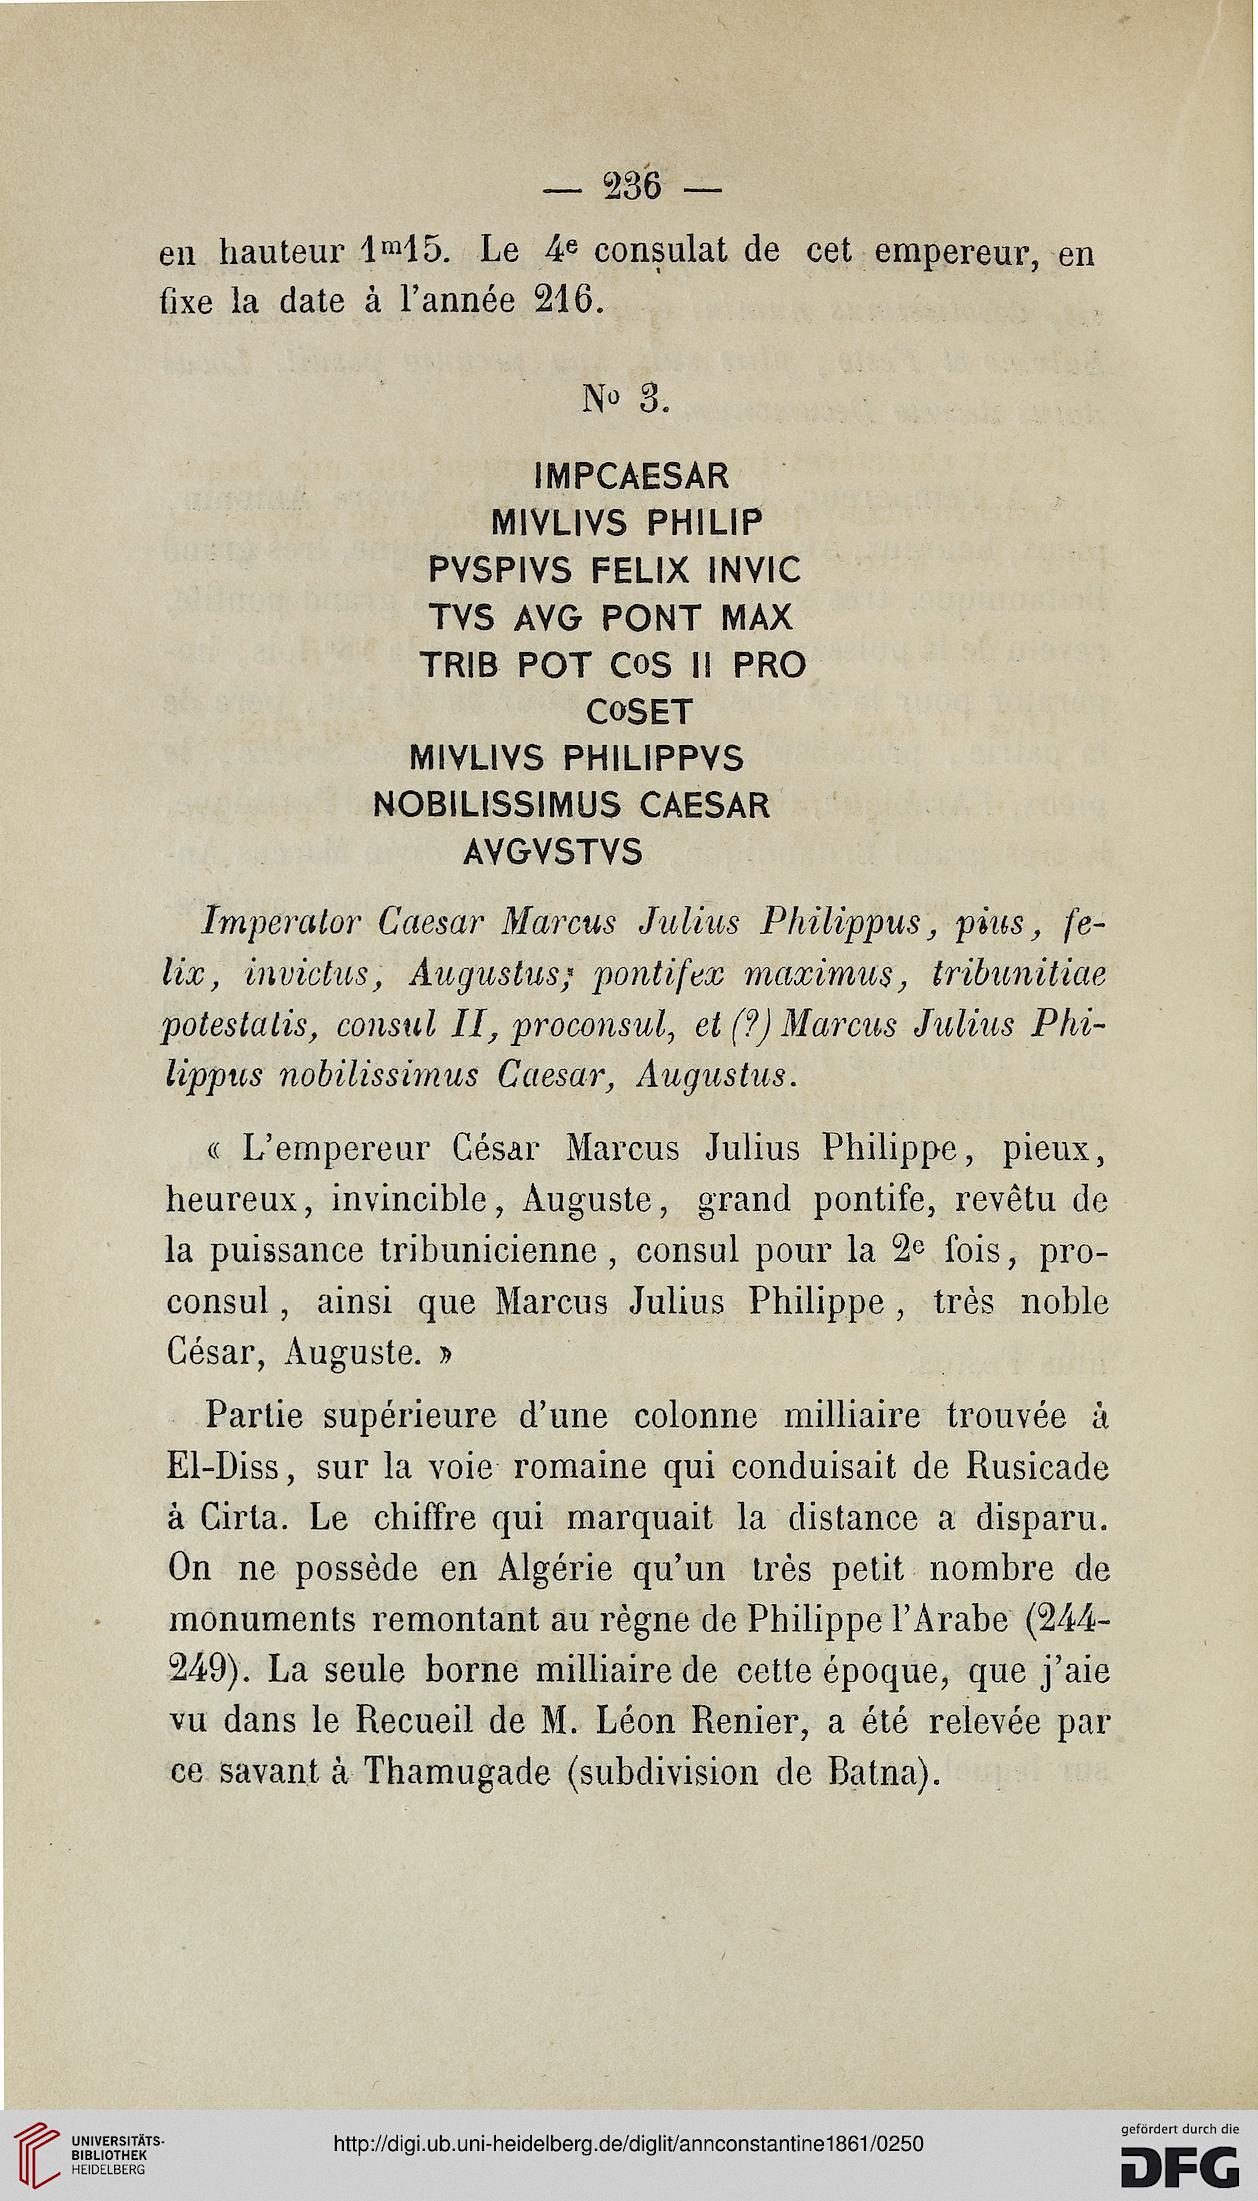 — 236 —
en hauteur 1m15. Le 4e consulat de cet empereur, en
fixe la date à l'année 216.
No 3.
IMPCAESAR
MIVLIVS PHILIP
PVSPIVS FELIX INVIC
TVS AVG PONT MAX
TRIB POT CoS II PRO
CoSET
MIVLIVS PHILIPPVS
NOBILISSIMUS CAESAR
AVGVSTVS
Imperator Caesar Marcus Julius Philippus, pius, fe-
lix, invictus, Augustus; pontifex maximus, tribunitiae
potestatis, consul II, proconsul, et (?) Marcus Julius Phi-
lippus nobilissimus Caesar, Augustus.
« L'empereur César Marcus Julius Philippe, pieux,
heureux, invincible, Auguste, grand pontife, revêtu de
la puissance tribunicienne, consul pour la 2e fois, pro-
consul, ainsi que Marcus Julius Philippe, très noble
César, Auguste. »
Partie supérieure d'une colonne milliaire trouvée à
El-Diss, sur la voie romaine qui conduisait de Rusicade
à Cirta. Le chiffre qui marquait la distance a disparu.
On ne possède en Algérie qu'un très petit nombre de
monuments remontant au règne de Philippe l'Arabe (244-
249). La seule borne milliaire de cette époque, que j'aie
vu dans le Recueil de M. Léon Renier, a été relevée par
ce savant à Thamugade (subdivision de Batna).
UNIVERSITÄTS-
BIBLIOTHEK
HEIDELBERG
http://digi.ub.uni-heidelberg.de/diglit/annconstantine1861/0250
gefördert durch die
DFG